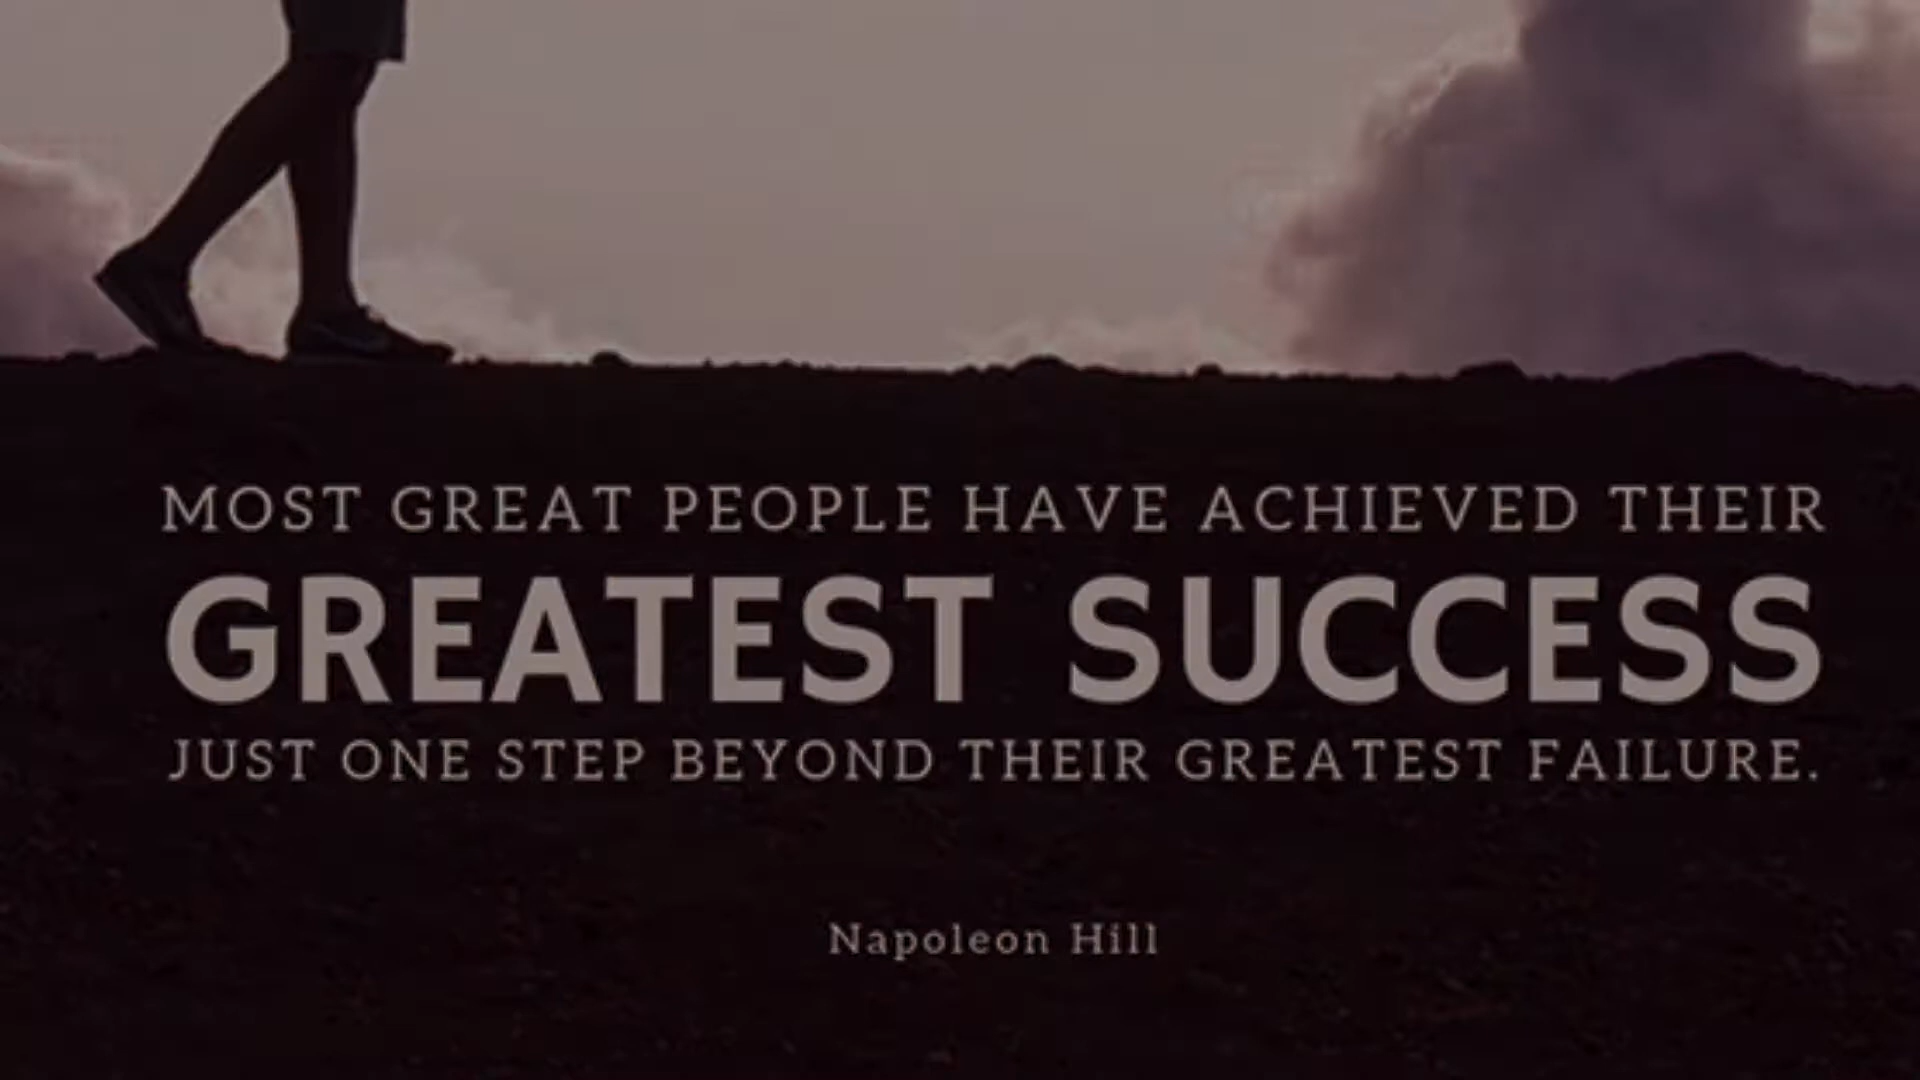 MOST GREAT PEOPLE HAVE ACHIEVED THEIR
GREATEST SUCCESS
JUST ONE STEP BEYOND THEIR GREATEST FAILURE.
Napoleon Hill